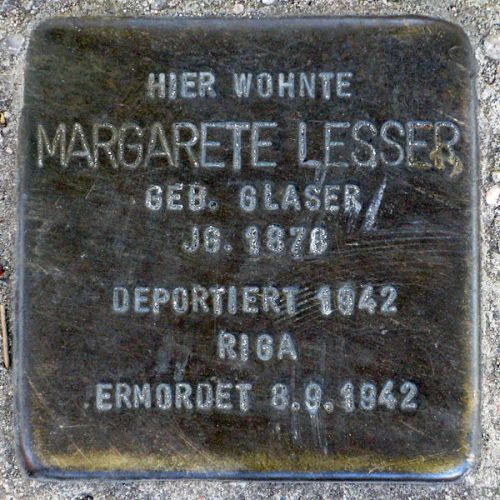 HIER WOHNTE
MARGARETE LESSER
GEB. GLASER
JG. 1878
DEPORTIERT 1942
RIGA
ERMORDET 8.9.1942